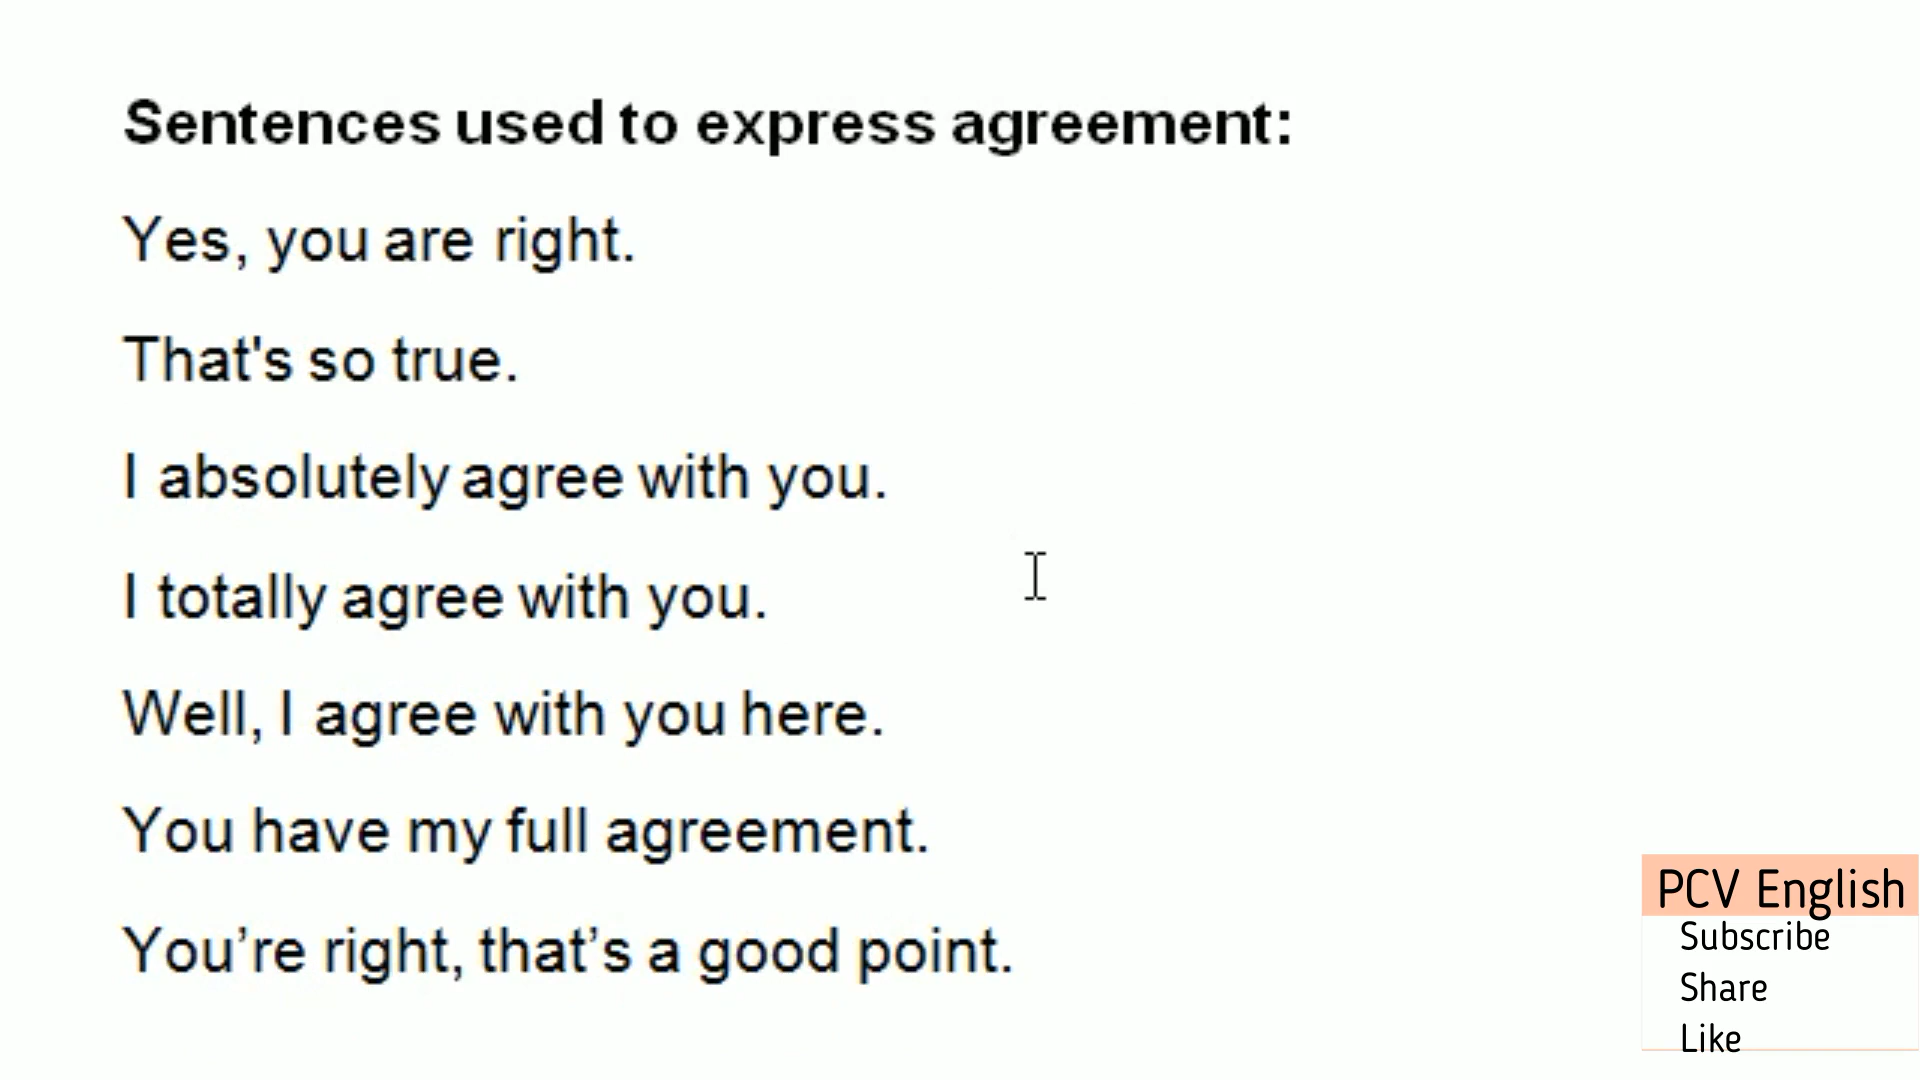 Sentences used to express agreement:
Yes, you are right.
That's so true.
I absolutely agree with you.
I totally agree with you.
Well, I agree with you here.
You have my full agreement.
You’re right, that’s a good point.
PCV English
Subscribe
Share
Like